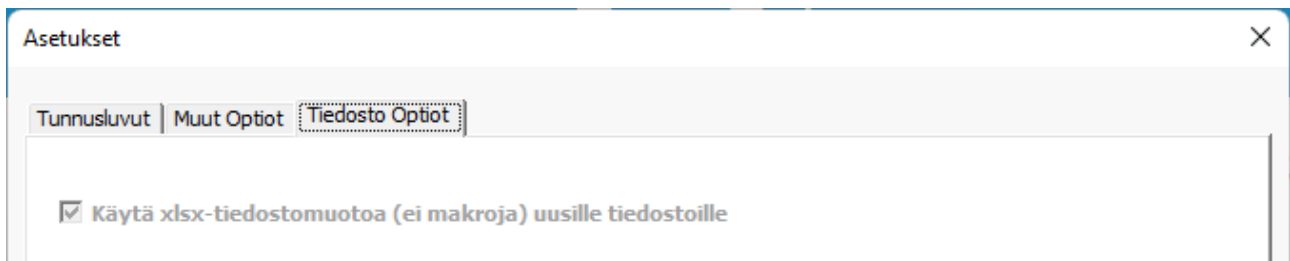 Asetukset
Tunnusluvut Muut Optiot Tiedosto Optiot
Käytä xlsx-tiedostomuotoa (ei makroja) uusille tiedostoille